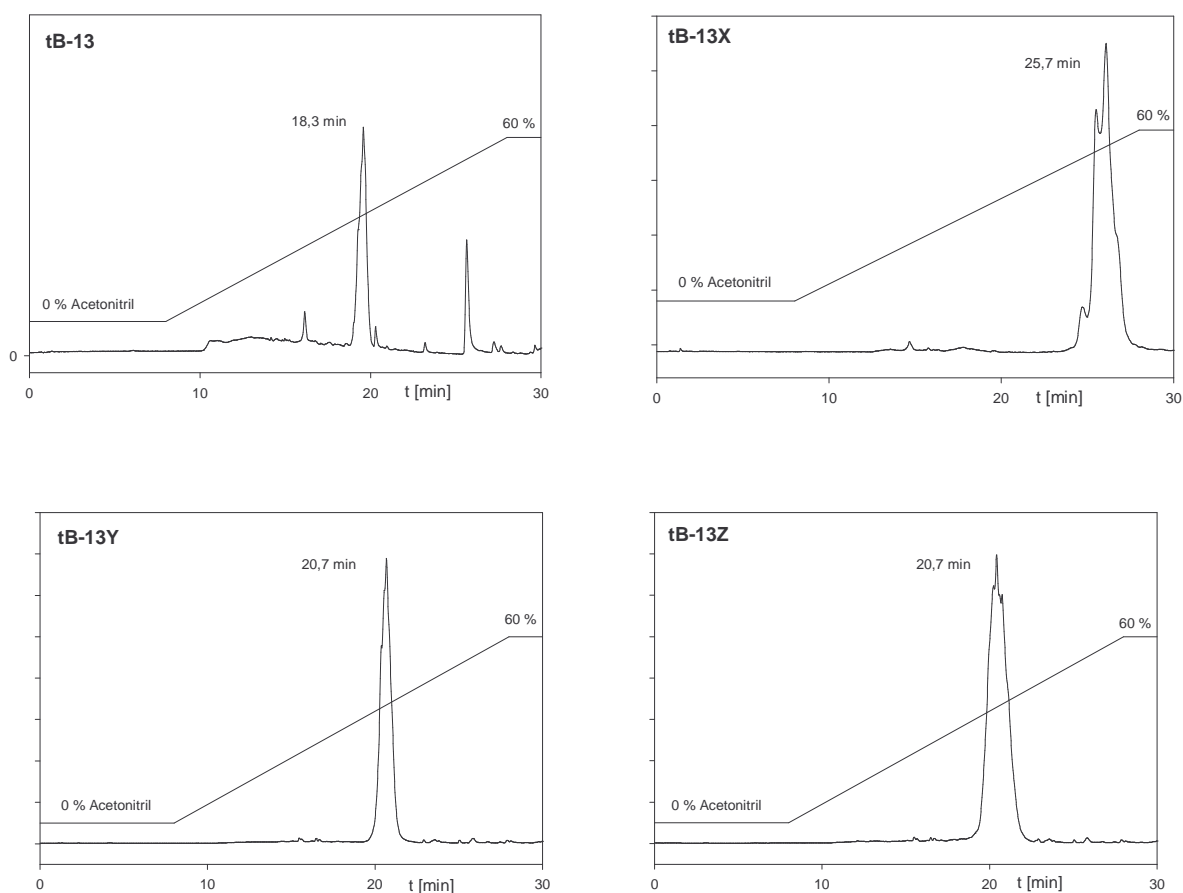 tB-13
18,3 min
60 %
0 % Acetonitril
0
0 10 20 30
t [min]
tB-13X
25,7 min
60 %
0 % Acetonitril
0 10 20 30
t [min]
tB-13Y
20,7 min
60 %
0 % Acetonitril
0 10 20 30
t [min]
tB-13Z
20,7 min
60 %
0 % Acetonitril
0 10 20 30
t [min]